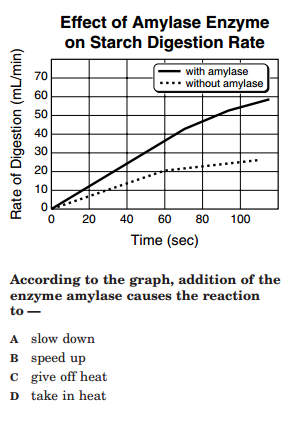 Effect of Amylase Enzyme
on Starch Digestion Rate
Rate of Digestion (mL/min)
70
60
50
40
30
20
10
0
with amylase
without amylase
0 20 40 60 80 100
Time (sec)
According to the graph, addition of the
enzyme amylase causes the reaction
to —
A slow down
B speed up
C give off heat
D take in heat